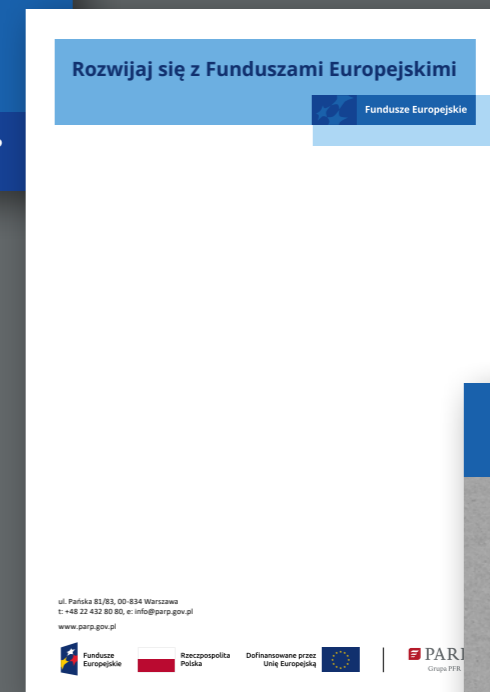 Rozwijaj się z Funduszami Europejskimi
Fundusze Europejskie
ul. Pańska 81/83, 00-834 Warszawa
t: +48 22 432 80 80, e: info@parp.gov.pl
www.parp.gov.pl
Fundusze
Europejskie
Rzeczpospolita
Polska
Dofinansowane przez
Unię Europejską
Grupa PFR